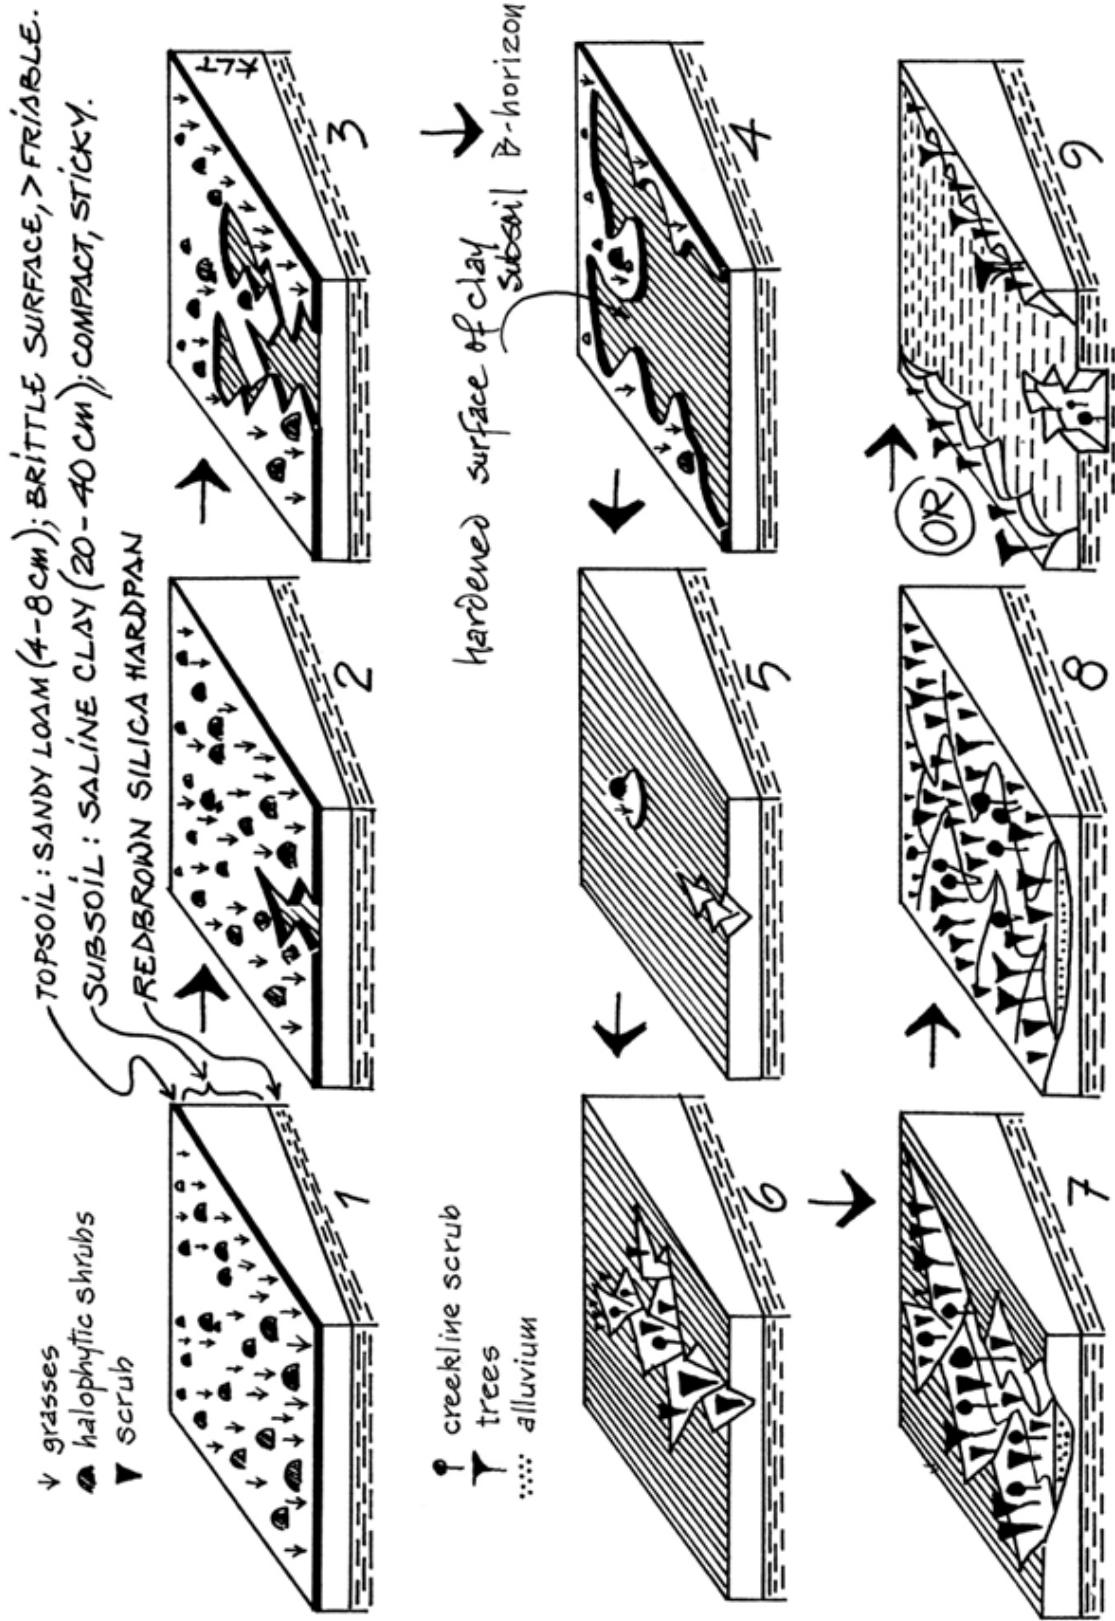 ↓ grasses
halophytic shrubs
scrub
TOPSOIL: SANDY LOAM (4-8cm); BRITTLE SURFACE, > FRIABLE.
SUBSOIL: SALINE CLAY (20-40 CM); COMPACT, STICKY.
REDBROWN SILICA HARDPAN
1
2
3
creekline scrub
trees
alluvium
hardened surface of clay
subsoil B-horizon
6
5
4
7
8
OR
9